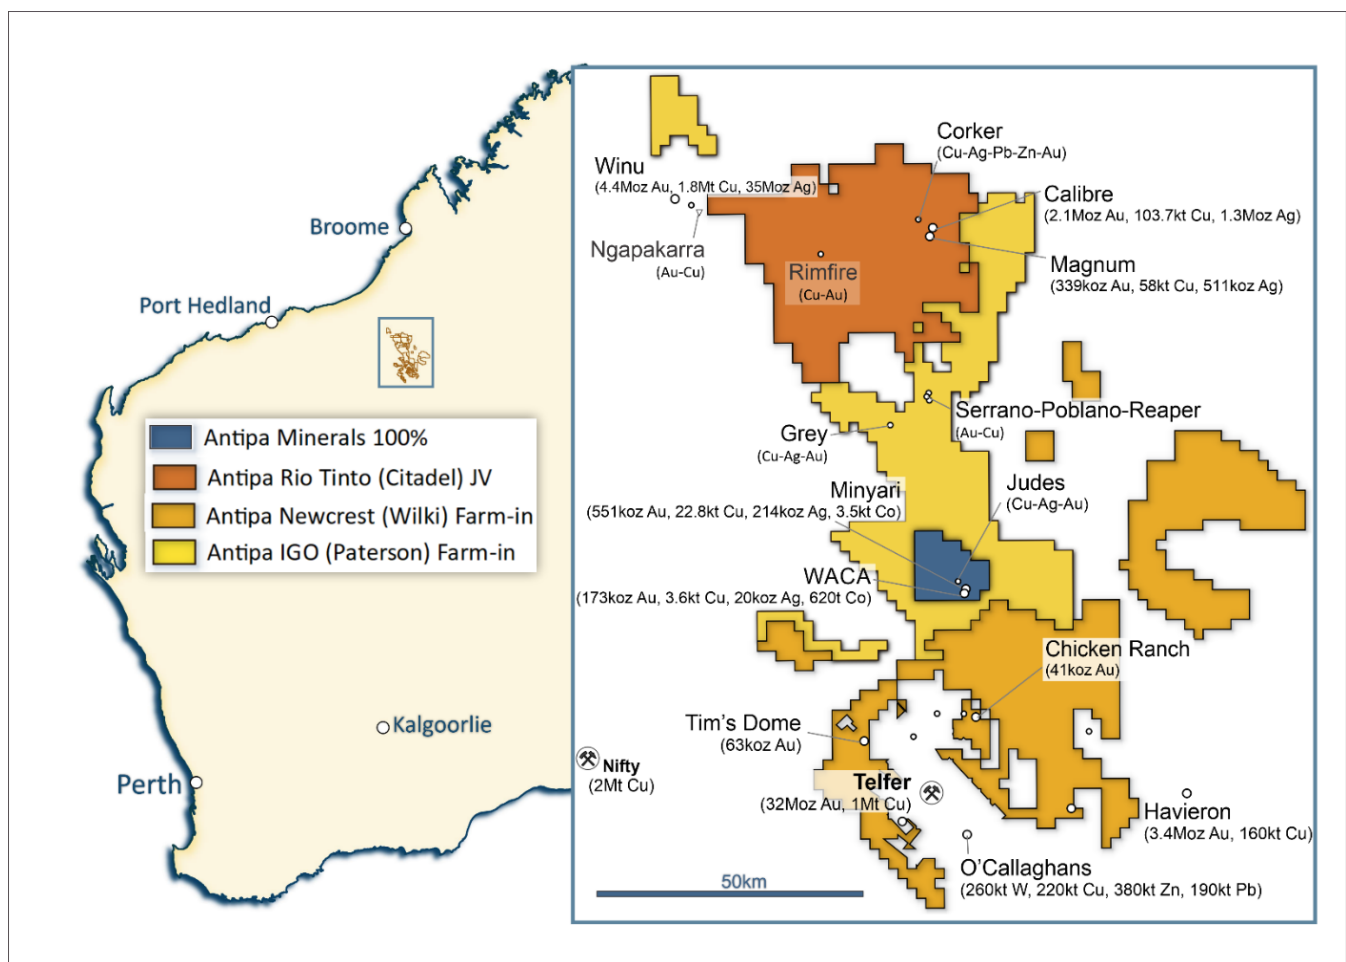 Broome
Port Hedland
Antipa Minerals 100%
Antipa Rio Tinto (Citadel) JV
Antipa Newcrest (Wilki) Farm-in
Antipa IGO (Paterson) Farm-in
Kalgoorlie
Perth
Corker
(Cu-Ag-Pb-Zn-Au)
Winu
(4.4Moz Au, 1.8Mt Cu, 35Moz Ag)
Calibre
(2.1Moz Au, 103.7kt Cu, 1.3Moz Ag)
Ngapakarra
(Au-Cu)
Rimfire
(Cu-Au)
Magnum
(339koz Au, 58kt Cu, 511koz Ag)
Serrano-Poblano-Reaper
(Au-Cu)
Grey
(Cu-Ag-Au)
Judes
(Cu-Ag-Au)
Minyari
(551koz Au, 22.8kt Cu, 214koz Ag, 3.5kt Co)
WACA
(173koz Au, 3.6kt Cu, 20koz Ag, 620t Co)
Chicken Ranch
(41koz Au)
Tim's Dome
(63koz Au)
Nifty
(2Mt Cu)
Telfer
(32Moz Au, 1Mt Cu)
Havieron
(3.4Moz Au, 160kt Cu)
O'Callaghans
(260kt W, 220kt Cu, 380kt Zn, 190kt Pb)
50km